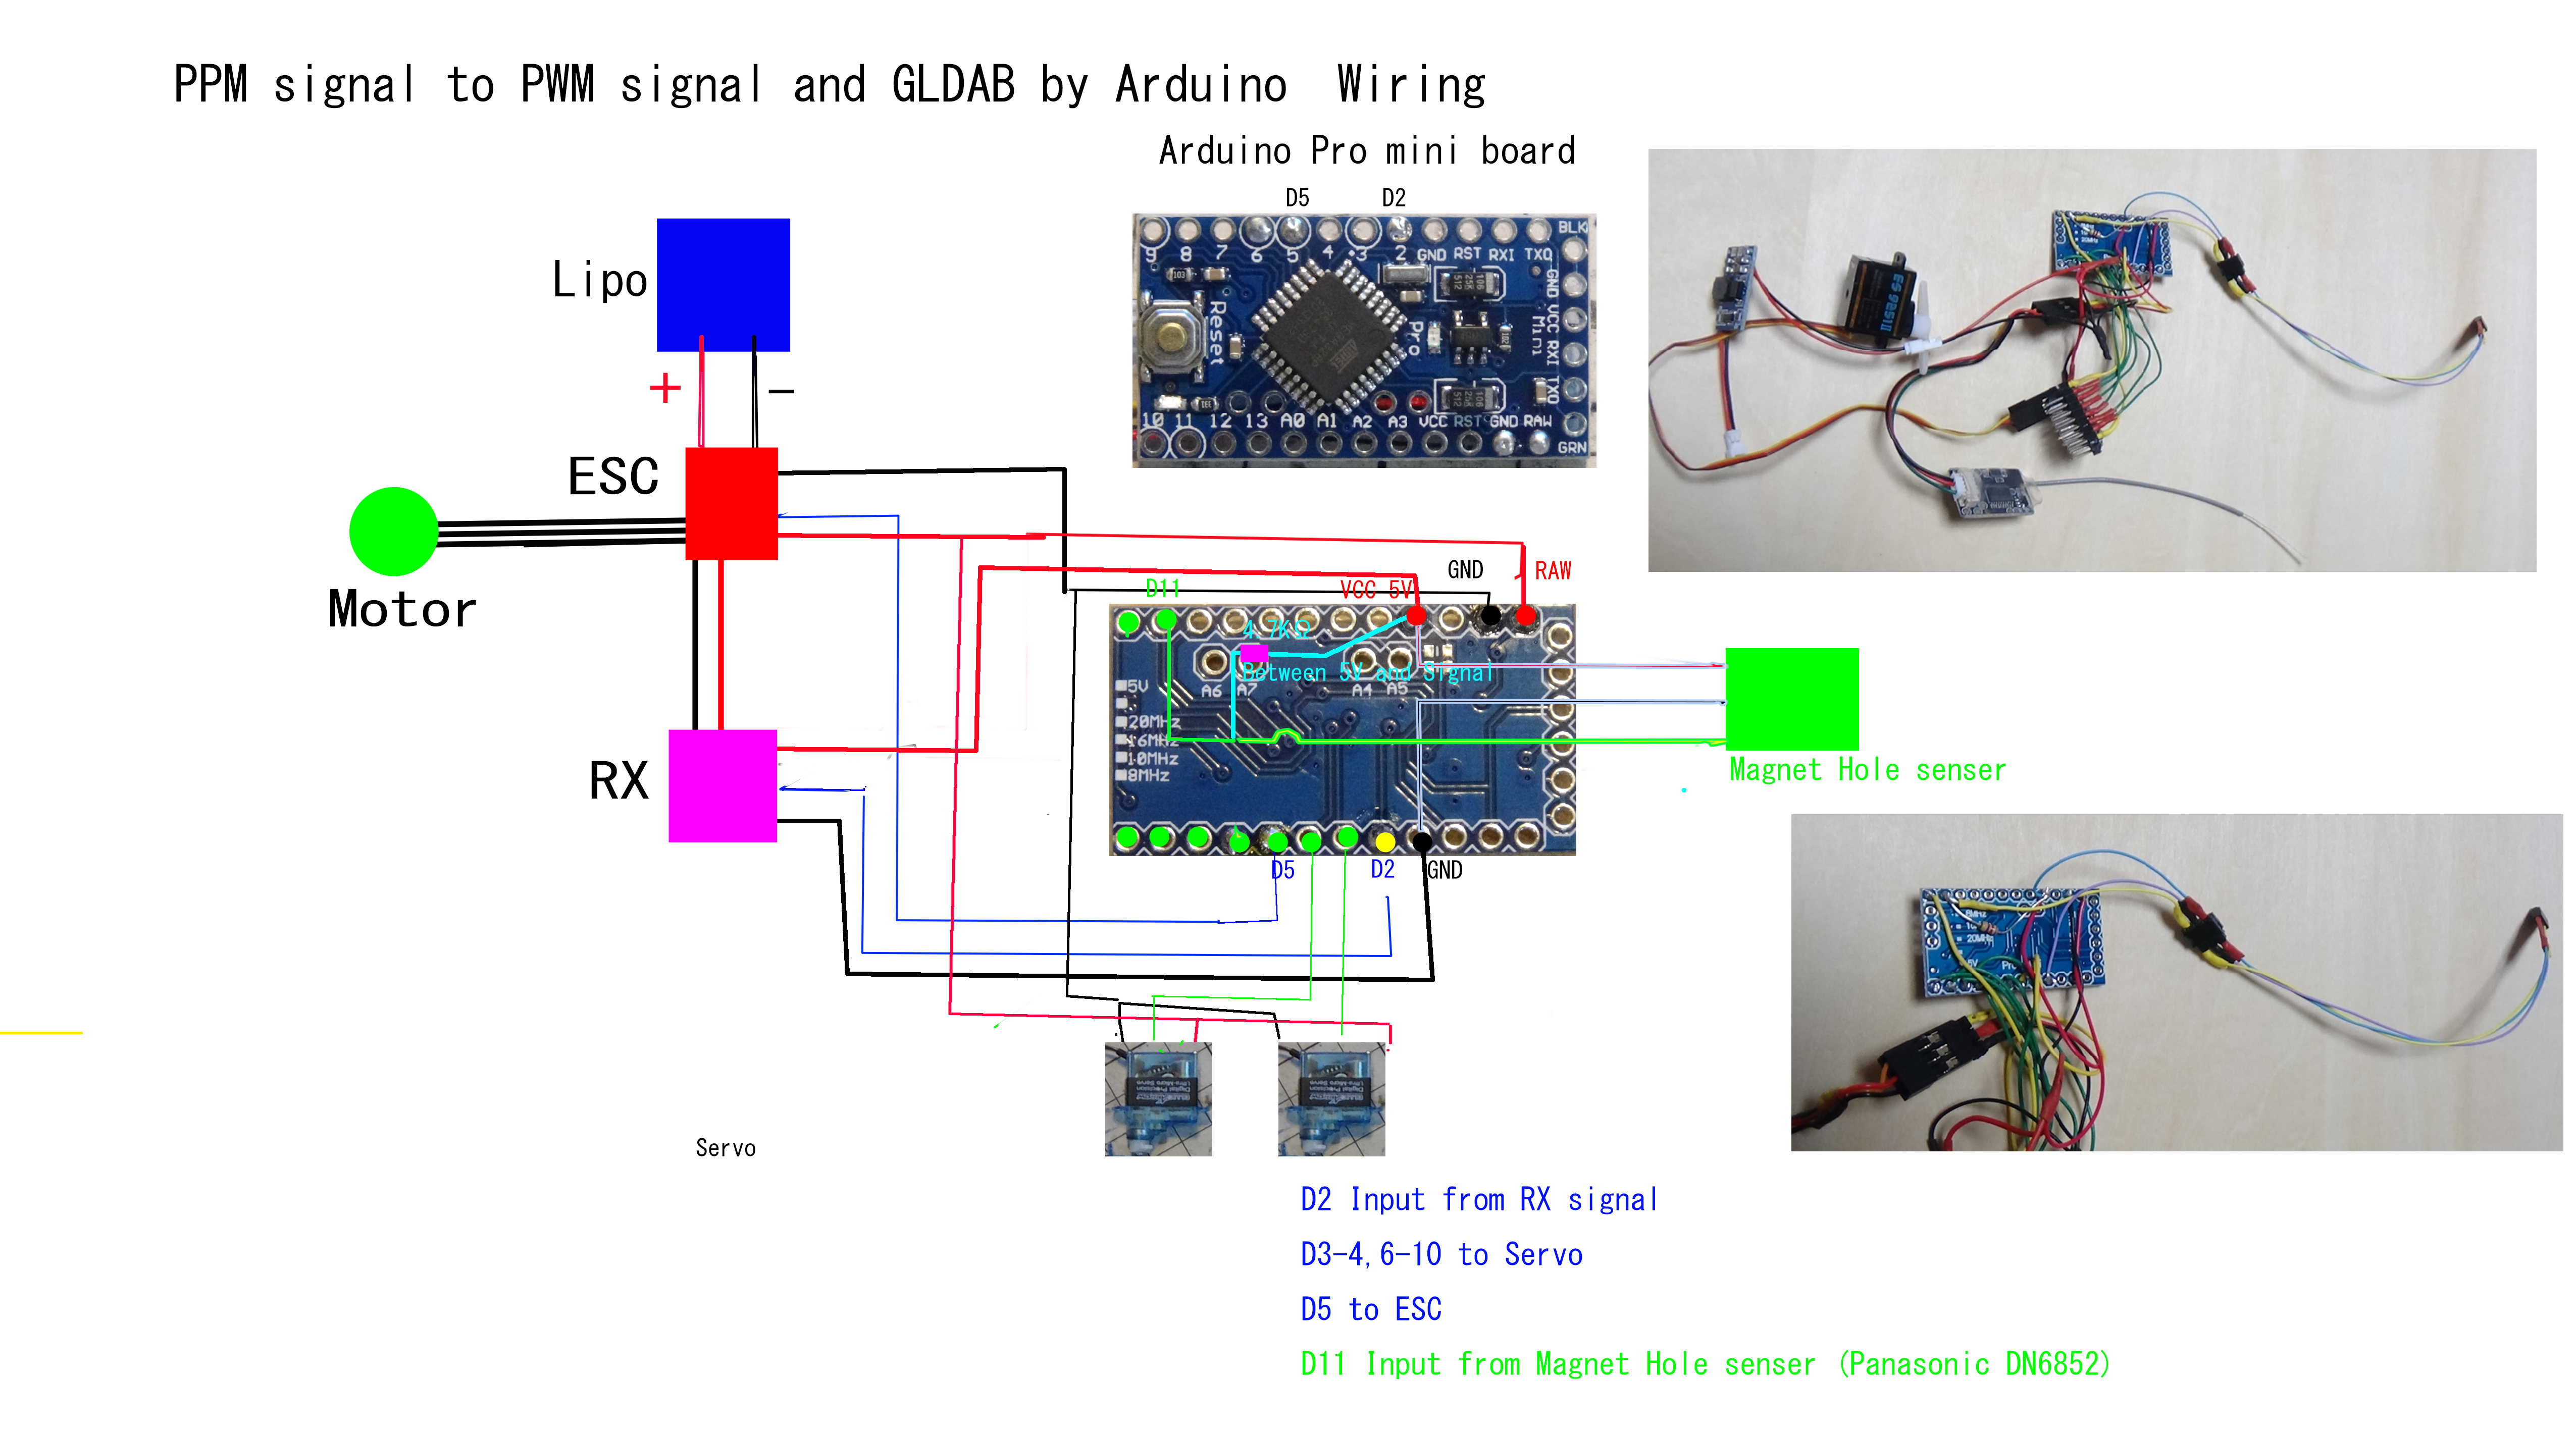 PPM signal to PWM signal and GLDAB by Arduino  Wiring
Arduino Pro mini board
D5
D2
9 8 7 6 5 4 3 2 GND RST RXI TXO
BLK
GND VCC RXI TXO
GRN
Reset
Pro
Mini
10 11 12 13 A0 A1 A2 A3 VCC RST GND RAW
Lipo
+
−
ESC
Motor
RX
GND
RAW
D11
VCC 5V
4.7KΩ
Between 5V and Signal
A6 A7 A4 A5
5V
20MHz
16MHz
10MHz
8MHz
Magnet Hole senser
D5
D2
GND
Servo
D2 Input from RX signal
D3-4,6-10 to Servo
D5 to ESC
D11 Input from Magnet Hole senser (Panasonic DN6852)